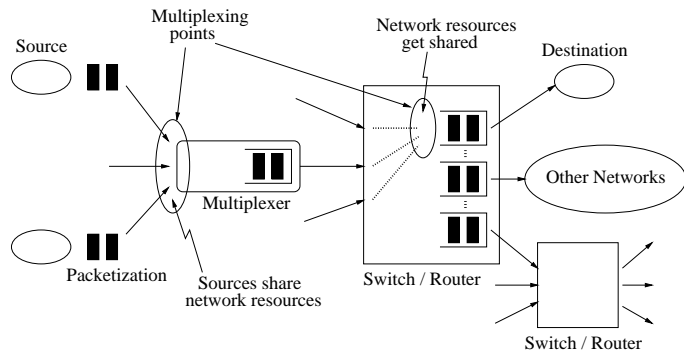 Multiplexing
points
Network resources
get shared
Source
Destination
Other Networks
Multiplexer
Packetization
Sources share
network resources
Switch / Router
Switch / Router